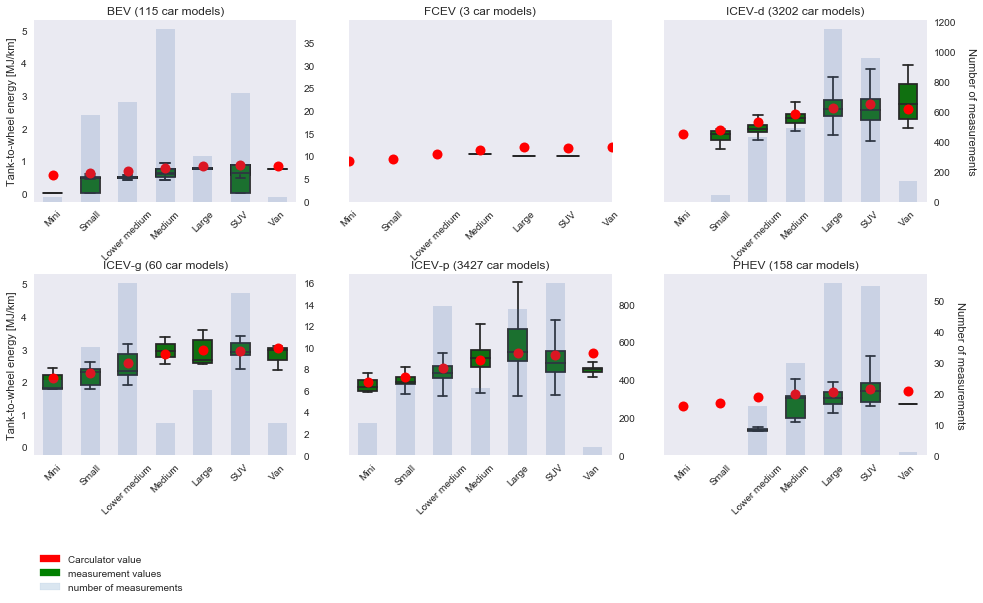 BEV (115 car models)
FCEV (3 car models)
ICEV-d (3202 car models)
Tank-to-wheel energy [MJ/km]
5
4
3
2
1
0
35
30
25
20
15
10
5
0
1200
1000
800
600
400
200
0
Number of measurements
Mini
Small
Lower medium
Medium
Large
SUV
Van
Mini
Small
Lower medium
Medium
Large
SUV
Van
Mini
Small
Lower medium
Medium
Large
SUV
Van
ICEV-g (60 car models)
ICEV-p (3427 car models)
PHEV (158 car models)
Tank-to-wheel energy [MJ/km]
5
4
3
2
1
0
16
14
12
10
8
6
4
2
0
800
600
400
200
0
50
40
30
20
10
0
Number of measurements
Mini
Small
Lower medium
Medium
Large
SUV
Van
Mini
Small
Lower medium
Medium
Large
SUV
Van
Mini
Small
Lower medium
Medium
Large
SUV
Van
Carculator value
measurement values
number of measurements